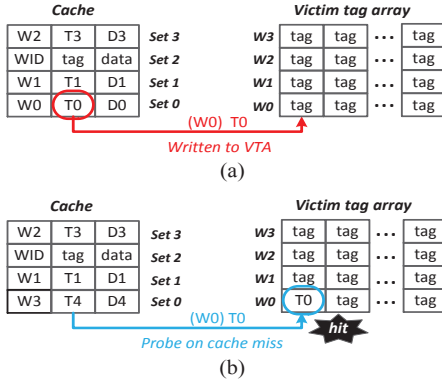 Cache Victim tag array
W2 T3 D3 Set 3 W3 tag tag ... tag
WID tag data Set 2 W2 tag tag ... tag
W1 T1 D1 Set 1 W1 tag tag ... tag
W0 T0 D0 Set 0 W0 tag tag ... tag
(W0) T0
Written to VTA
(a)
Cache Victim tag array
W2 T3 D3 Set 3 W3 tag tag ... tag
WID tag data Set 2 W2 tag tag ... tag
W1 T1 D1 Set 1 W1 tag tag ... tag
W3 T4 D4 Set 0 W0 T0 tag ... tag
(W0) T0
hit
Probe on cache miss
(b)